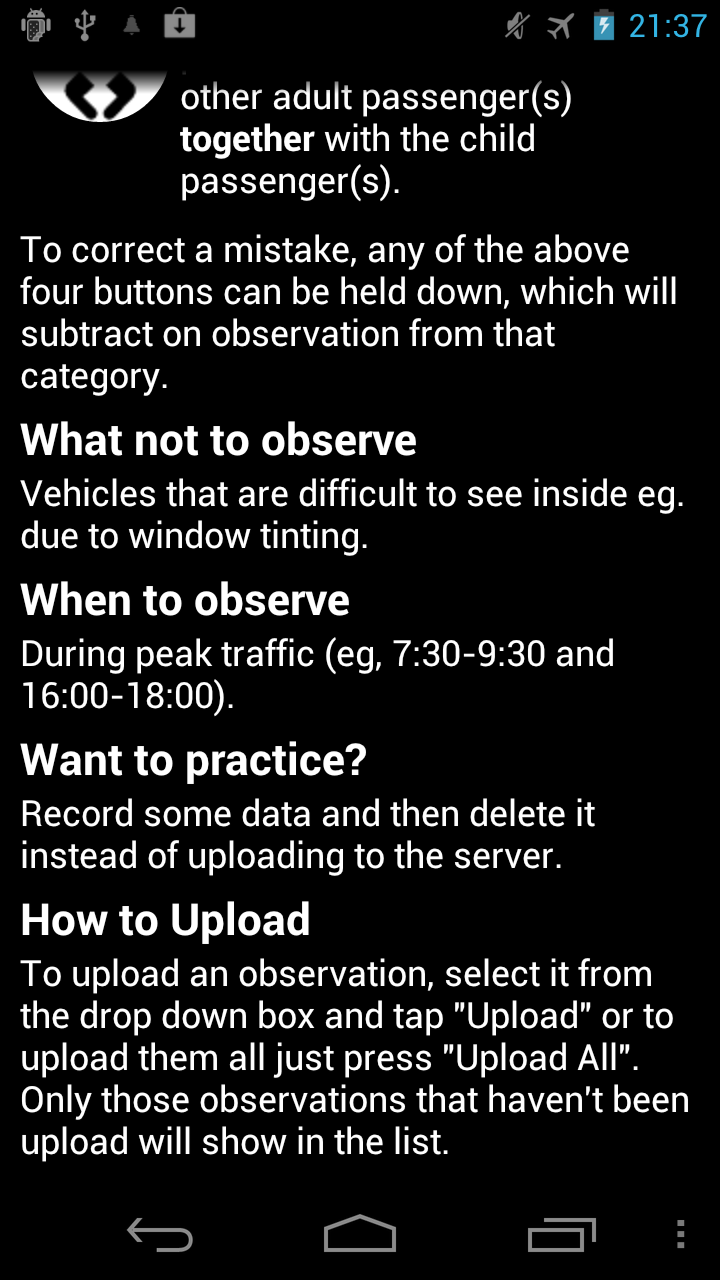 21:37
other adult passenger(s)
together with the child
passenger(s).
To correct a mistake, any of the above
four buttons can be held down, which will
subtract on observation from that
category.
What not to observe
Vehicles that are difficult to see inside eg.
due to window tinting.
When to observe
During peak traffic (eg, 7:30-9:30 and
16:00-18:00).
Want to practice?
Record some data and then delete it
instead of uploading to the server.
How to Upload
To upload an observation, select it from
the drop down box and tap "Upload" or to
upload them all just press "Upload All".
Only those observations that haven't been
upload will show in the list.